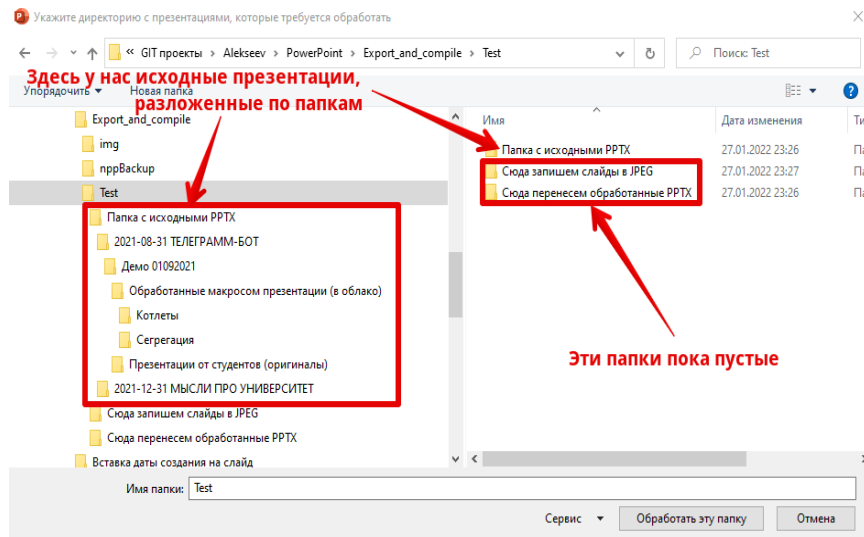 Укажите директорию с презентациями, которые требуется обработать
« GIT проекты › Alekseev › PowerPoint › Export_and_compile › Test
Поиск: Test
Здесь у нас исходные презентации,
разложенные по папкам
Упорядочить
Новая папка
Export_and_compile
img
nppBackup
Test
Папка с исходными PPTX
2021-08-31 ТЕЛЕГРАММ-БОТ
Демо 01092021
Обработанные макросом презентации (в облако)
Котлеты
Сегрегация
Презентации от студентов (оригиналы)
2021-12-31 МЫСЛИ ПРО УНИВЕРСИТЕТ
Сюда запишем слайды в JPEG
Сюда перенесем обработанные PPTX
Вставка даты создания на слайд
Имя
Дата изменения
Ти
Папка с исходными PPTX
27.01.2022 23:26
Па
Сюда запишем слайды в JPEG
27.01.2022 23:27
Па
Сюда перенесем обработанные PPTX
27.01.2022 23:26
Па
Эти папки пока пустые
Имя папки: Test
Сервис
Обработать эту папку
Отмена